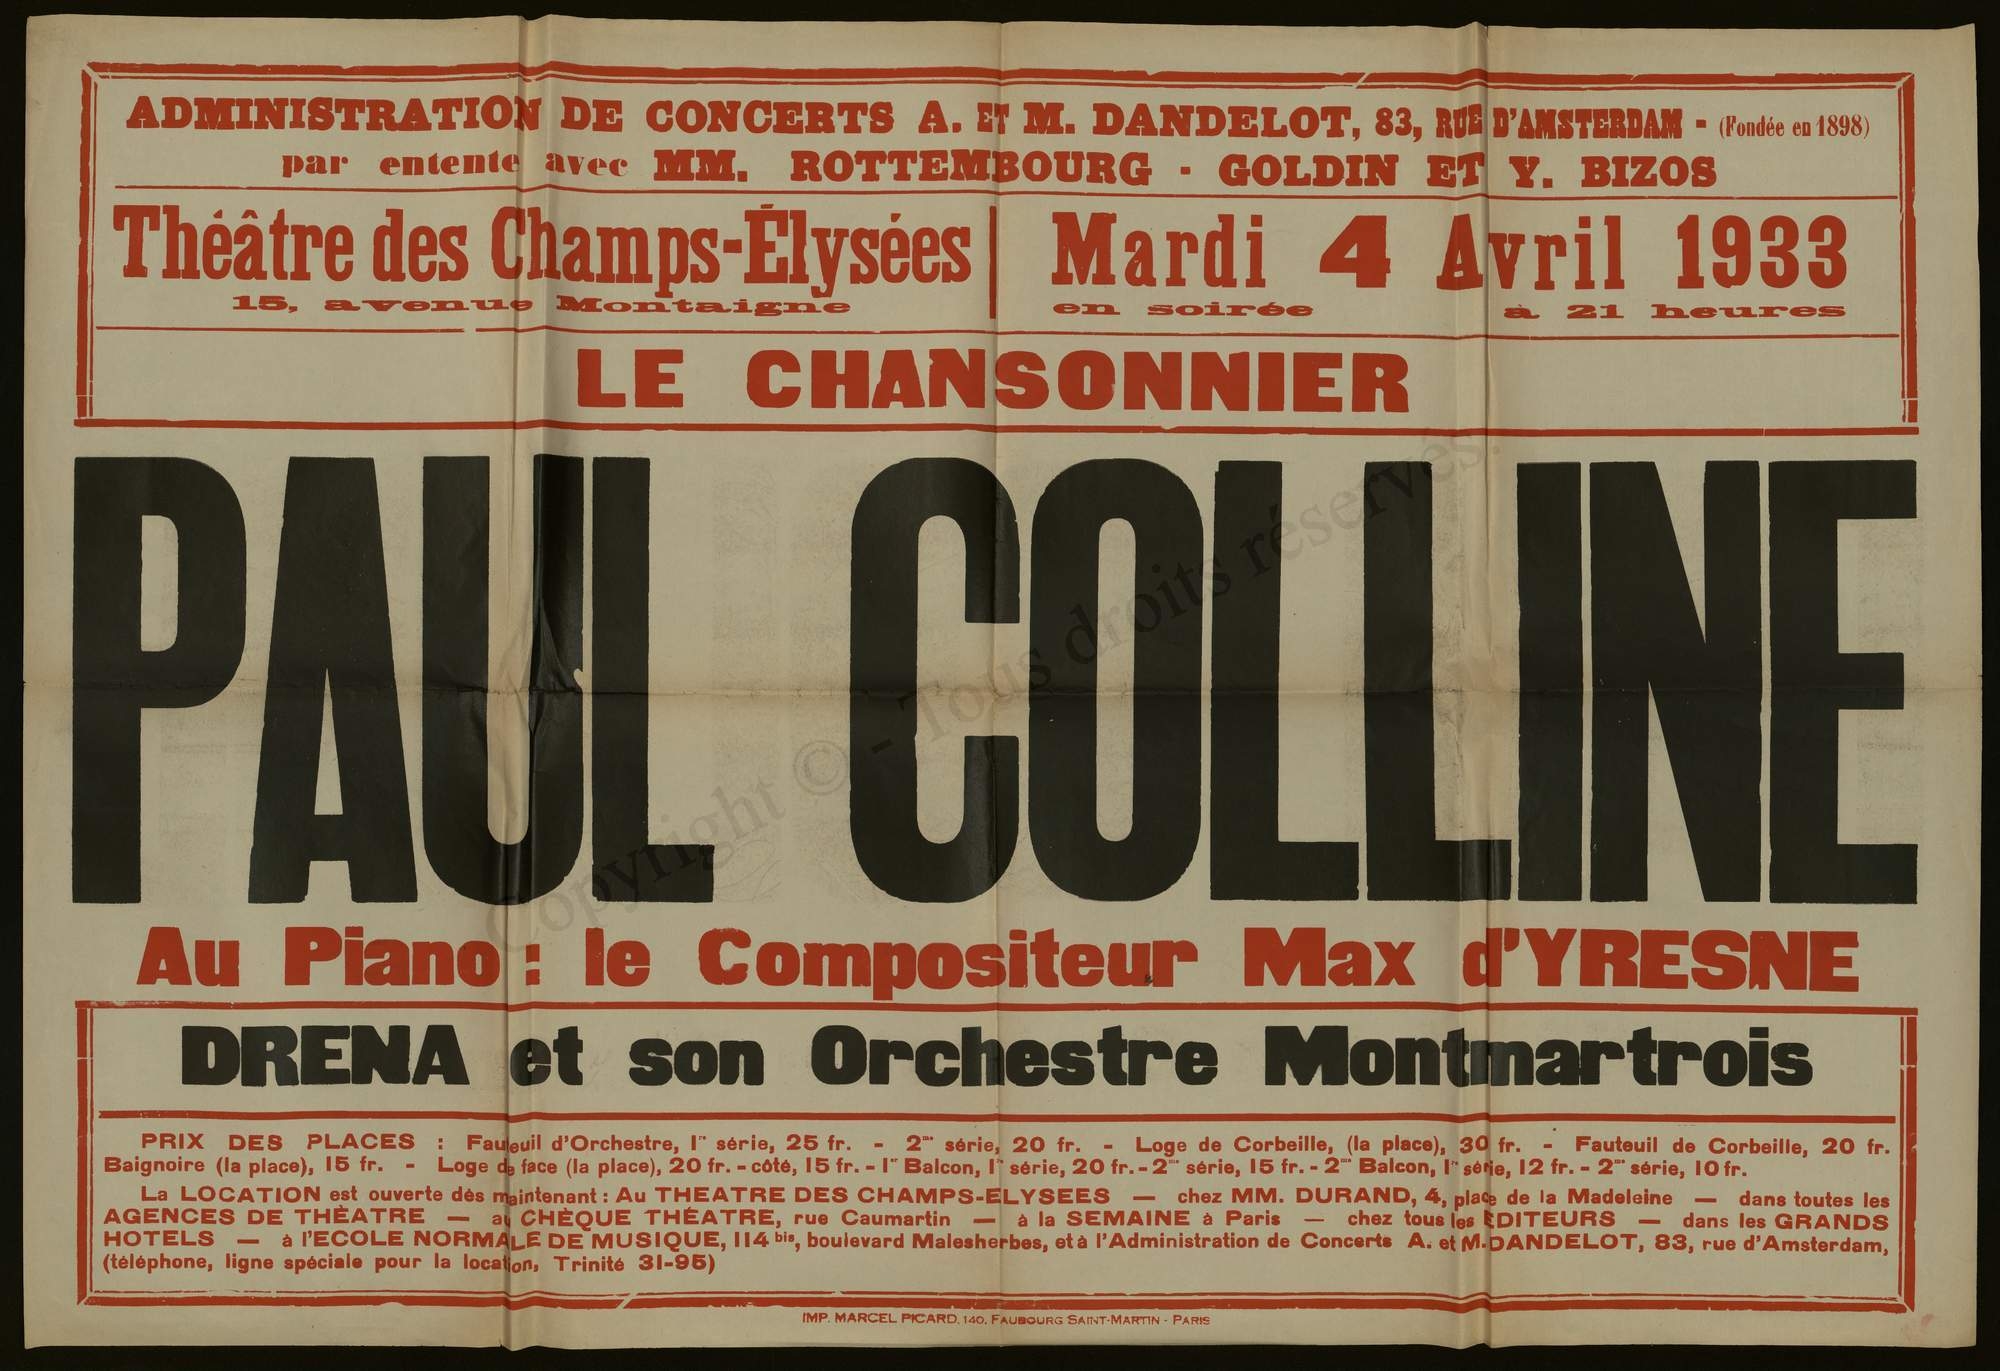 ADMINISTRATION DE CONCERTS A. ET M. DANDELOT, 83, RUE D'AMSTERDAM - (Fondée en 1898)
par entente avec MM. ROTTEMBOURG - GOLDIN ET Y. BIZOS
Théâtre des Champs-Élysées
15, avenue Montaigne
Mardi 4 Avril 1933
en soirée à 21 heures
LE CHANSONNIER
PAUL COLLINE
Copyright © - Tous droits réservés.
Au Piano : le Compositeur Max d'YRESNE
DRENA et son Orchestre Montmartrois
PRIX DES PLACES : Fauteuil d'Orchestre, 1re série, 25 fr. - 2me série, 20 fr. - Loge de Corbeille, (la place), 30 fr. - Fauteuil de Corbeille, 20 fr.
Baignoire (la place), 15 fr. - Loge de face (la place), 20 fr. - côté, 15 fr. - 1er Balcon, 1re série, 20 fr. - 2me série, 15 fr. - 2me Balcon, 1re série, 12 fr. - 2me série, 10 fr.
La LOCATION est ouverte dès maintenant : Au THEATRE DES CHAMPS-ELYSEES — chez MM. DURAND, 4, place de la Madeleine — dans toutes les
AGENCES DE THÈATRE — au CHÈQUE THÉATRE, rue Caumartin — à la SEMAINE à Paris — chez tous les EDITEURS — dans les GRANDS
HOTELS — à l'ECOLE NORMALE DE MUSIQUE, 114 bis, boulevard Malesherbes, et à l'Administration de Concerts A. et M. DANDELOT, 83, rue d'Amsterdam,
(téléphone, ligne spéciale pour la location, Trinité 31-95)
IMP. MARCEL PICARD, 140, FAUBOURG SAINT-MARTIN - PARIS